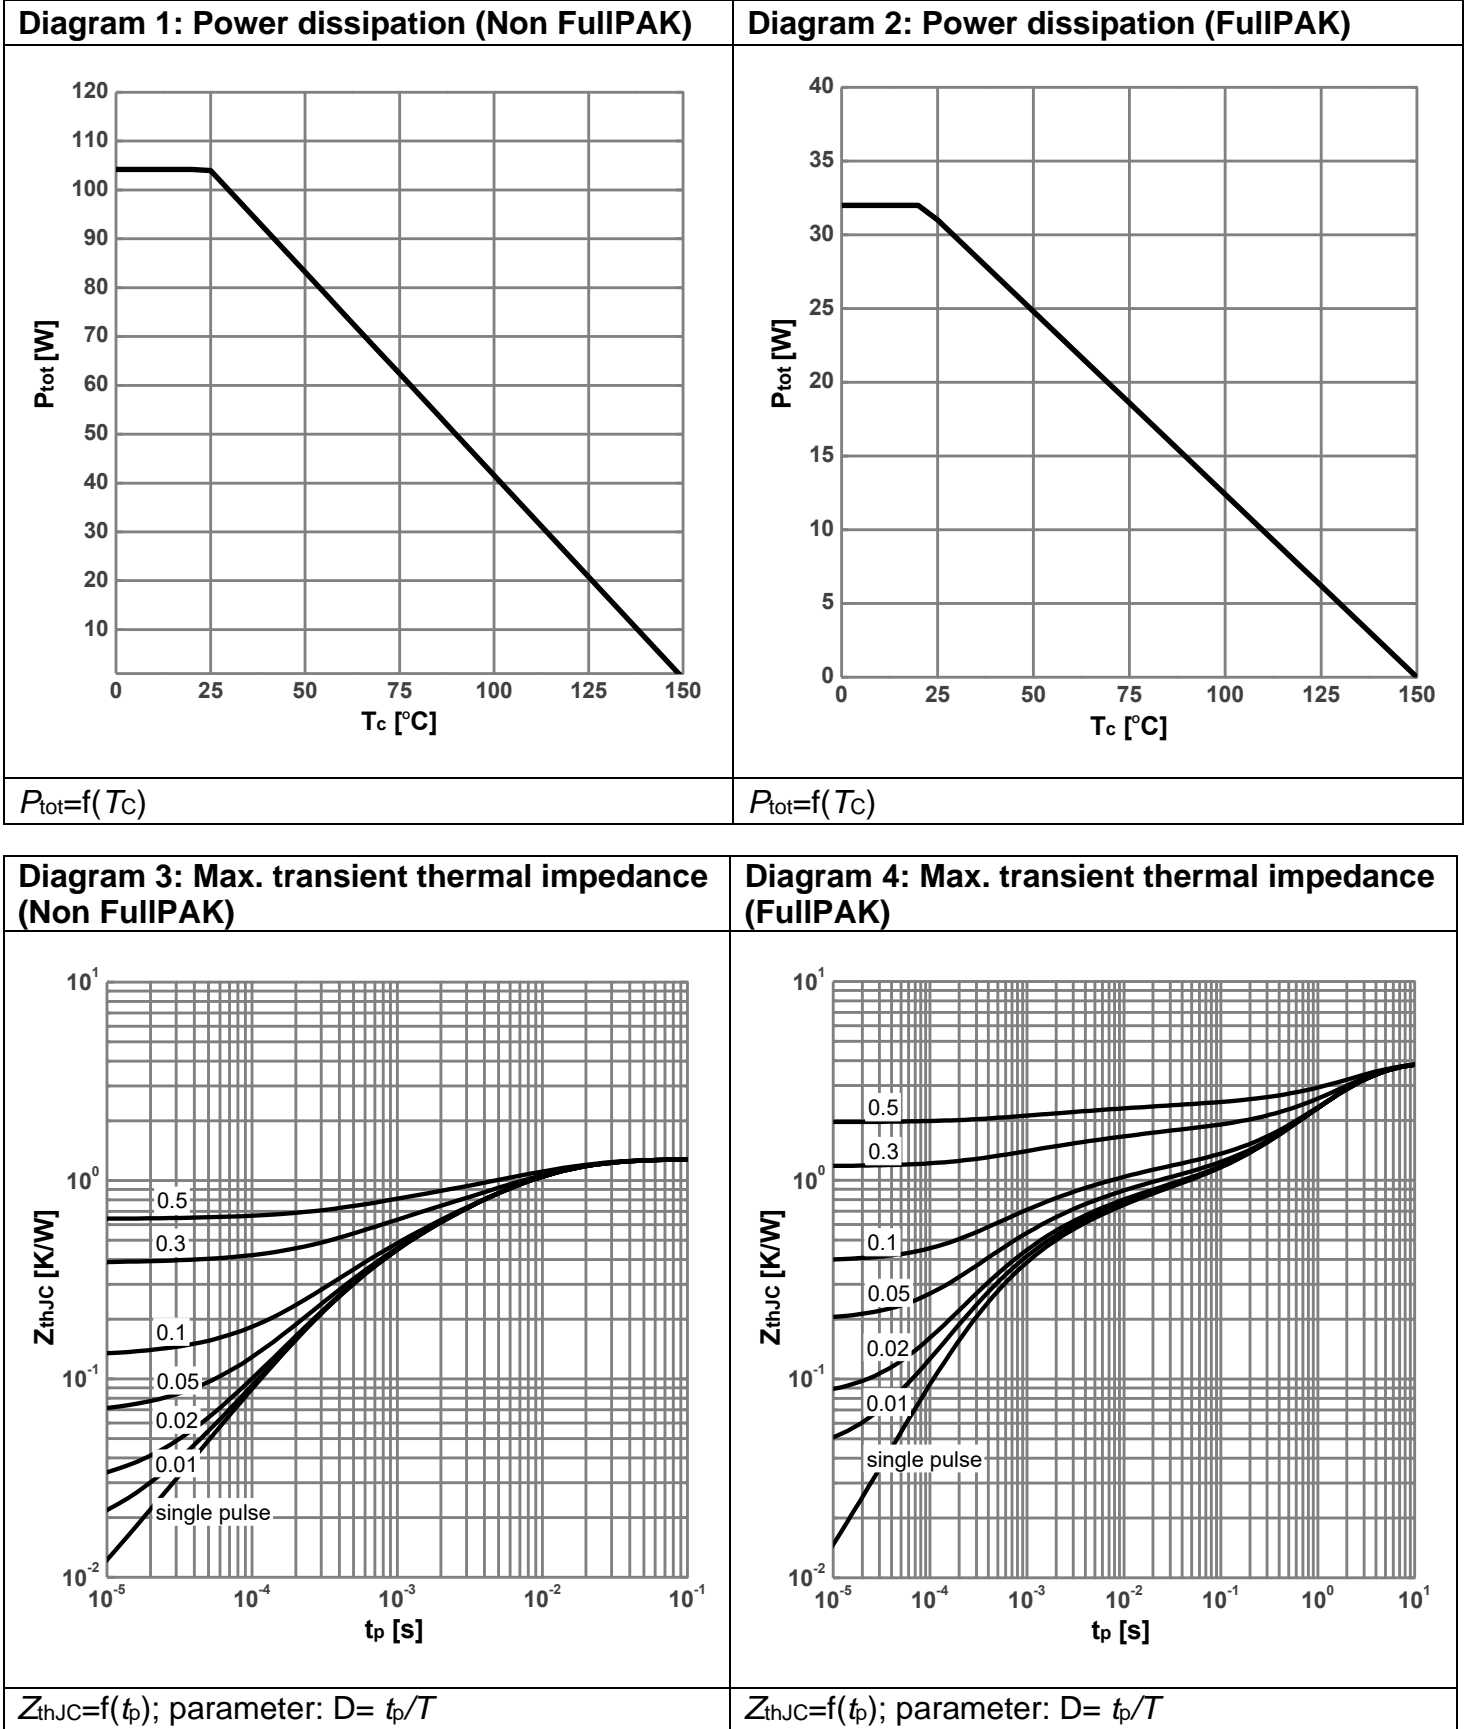 Diagram 1: Power dissipation (Non FullPAK)
Diagram 2: Power dissipation (FullPAK)
120
110
100
90
80
70
60
50
40
30
20
10
0 25 50 75 100 125 150
Ptot [W]
Tc [°C]
40
35
30
25
20
15
10
5
0
0 25 50 75 100 125 150
Ptot [W]
Tc [°C]
Ptot=f(TC)
Ptot=f(TC)
Diagram 3: Max. transient thermal impedance
(Non FullPAK)
Diagram 4: Max. transient thermal impedance
(FullPAK)
10^1
10^0
10^-1
10^-2
10^-5 10^-4 10^-3 10^-2 10^-1
ZthJC [K/W]
0.5
0.3
0.1
0.05
0.02
0.01
single pulse
tp [s]
10^1
10^0
10^-1
10^-2
10^-5 10^-4 10^-3 10^-2 10^-1 10^0 10^1
ZthJC [K/W]
0.5
0.3
0.1
0.05
0.02
0.01
single pulse
tp [s]
ZthJC=f(tp); parameter: D= tp/T
ZthJC=f(tp); parameter: D= tp/T